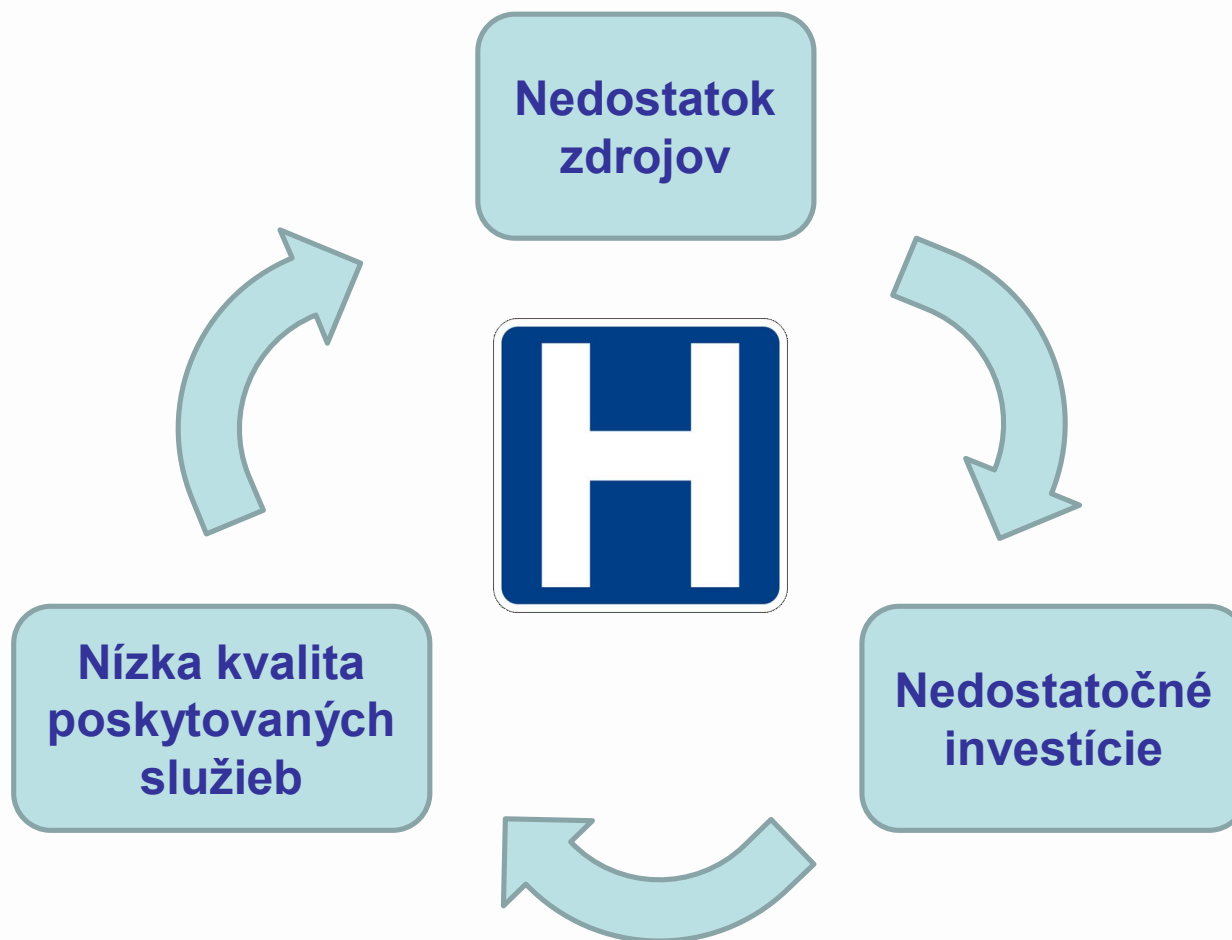 Nedostatok
zdrojov
H
Nízka kvalita
poskytovaných
služieb
Nedostatočné
investície